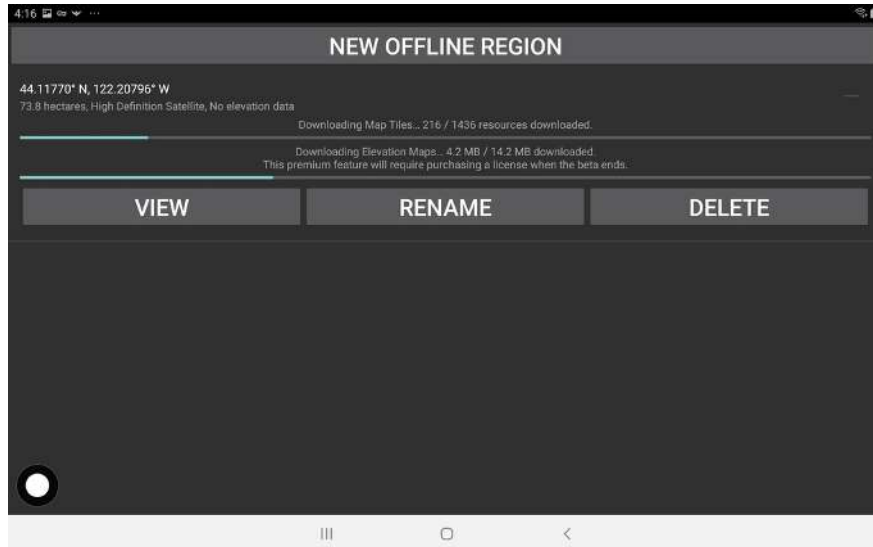 4:16
NEW OFFLINE REGION
44.11770° N, 122.20796° W
73.8 hectares, High Definition Satellite, No elevation data
Downloading Map Tiles... 216 / 1436 resources downloaded.
Downloading Elevation Maps... 4.2 MB / 14.2 MB downloaded.
This premium feature will require purchasing a license when the beta ends.
VIEW RENAME DELETE